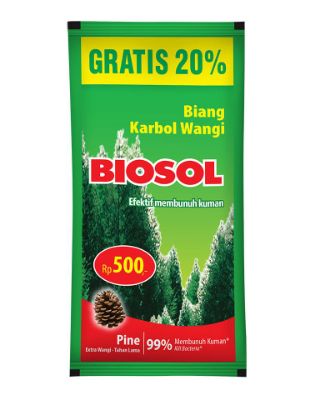 GRATIS 20%
Biang
Karbol Wangi
BIOSOL
Efektif membunuh kuman
Rp 500,-
Pine
Extra Wangi - Tahan Lama
99%
Membunuh Kuman*
Kill Bacteria*